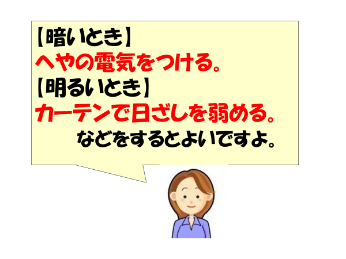 【暗いとき】
へやの電気をつける。
【明るいとき】
カーテンで日ざしを弱める。
などをするとよいですよ。